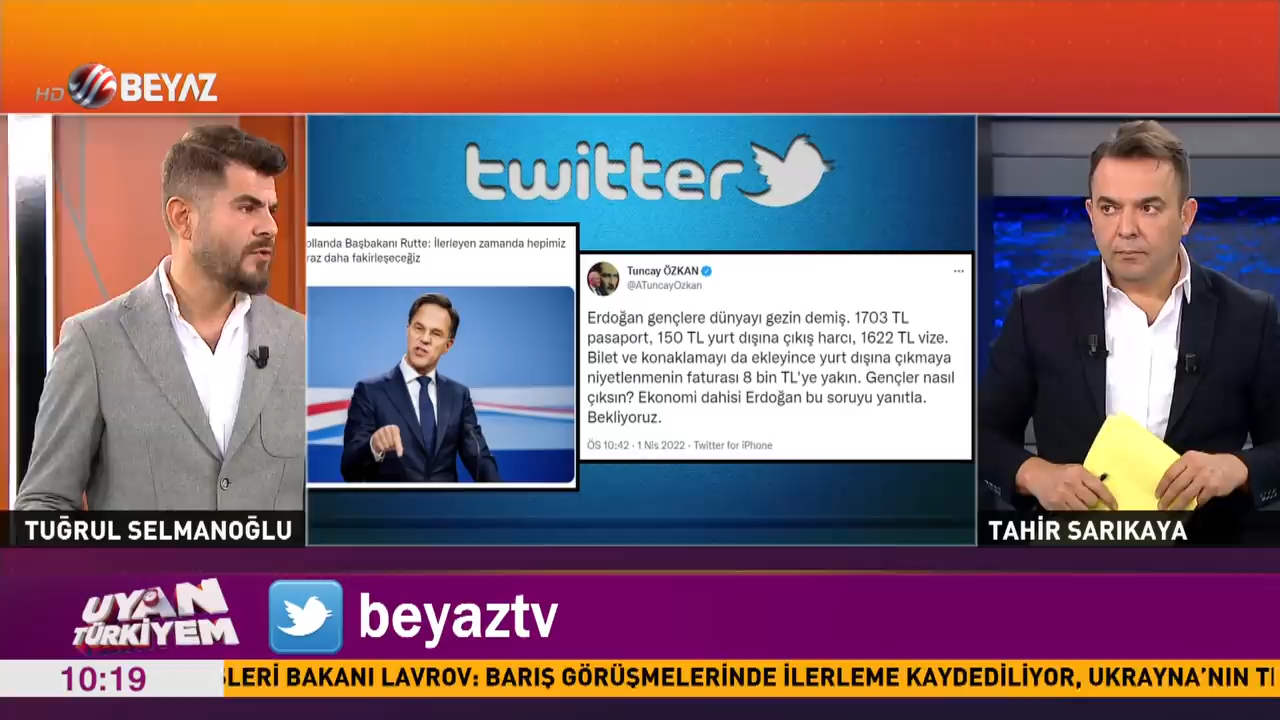 HD BEYAZ
twitter
ollanda Başbakanı Rutte: İlerleyen zamanda hepimiz
raz daha fakirleşeceğiz
Tuncay ÖZKAN
@ATuncayOzkan
Erdoğan gençlere dünyayı gezin demiş. 1703 TL
pasaport, 150 TL yurt dışına çıkış harcı, 1622 TL vize.
Bilet ve konaklamayı da ekleyince yurt dışına çıkmaya
niyetlenmenin faturası 8 bin TL'ye yakın. Gençler nasıl
çıksın? Ekonomi dahisi Erdoğan bu soruyu yanıtla.
Bekliyoruz.
ÖS 10:42 · 1 Nis 2022 · Twitter for iPhone
TUĞRUL SELMANOĞLU
TAHİR SARIKAYA
UYAN
TÜRKİYEM
beyaztv
10:19
LERİ BAKANI LAVROV: BARIŞ GÖRÜŞMELERİNDE İLERLEME KAYDEDİLİYOR, UKRAYNA'NIN T